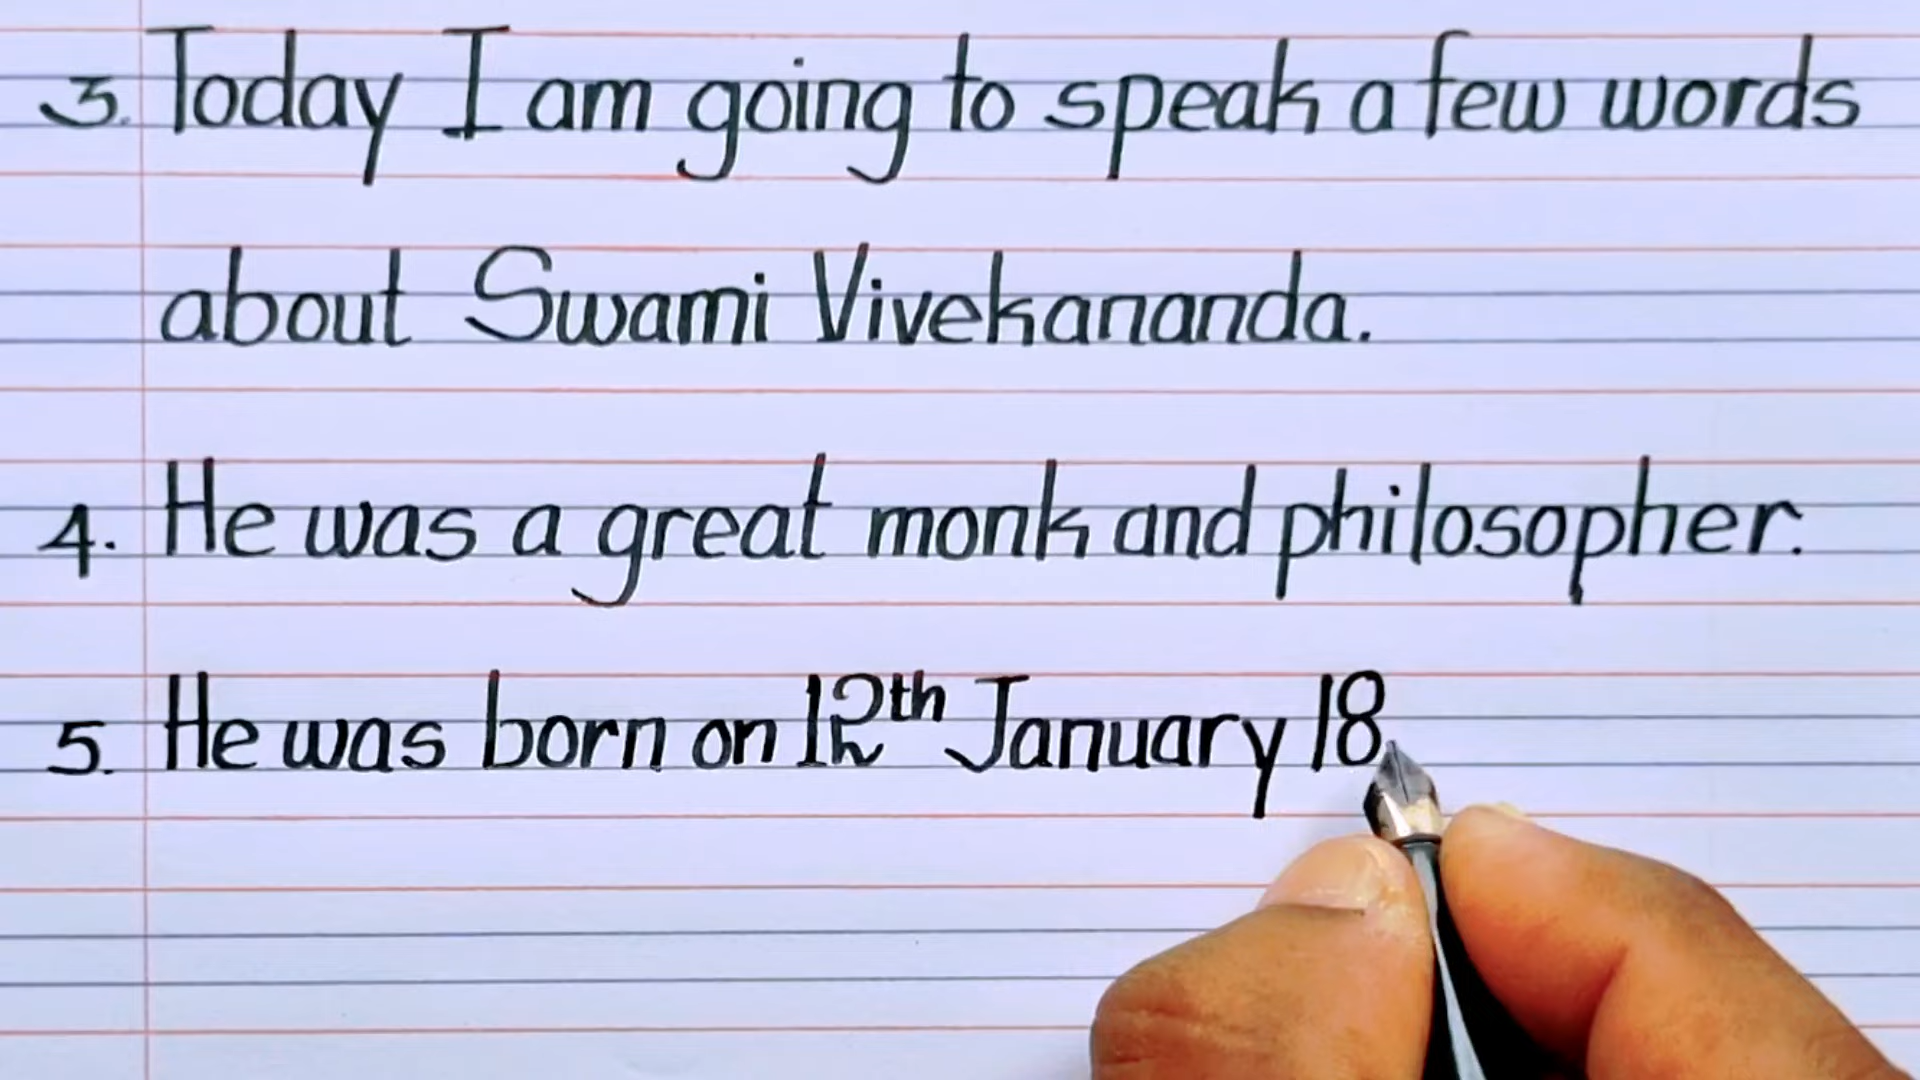 3. Today I am going to speak a few words
about Swami Vivekananda.
4. He was a great monk and philosopher.
5. He was born on 12th January 18